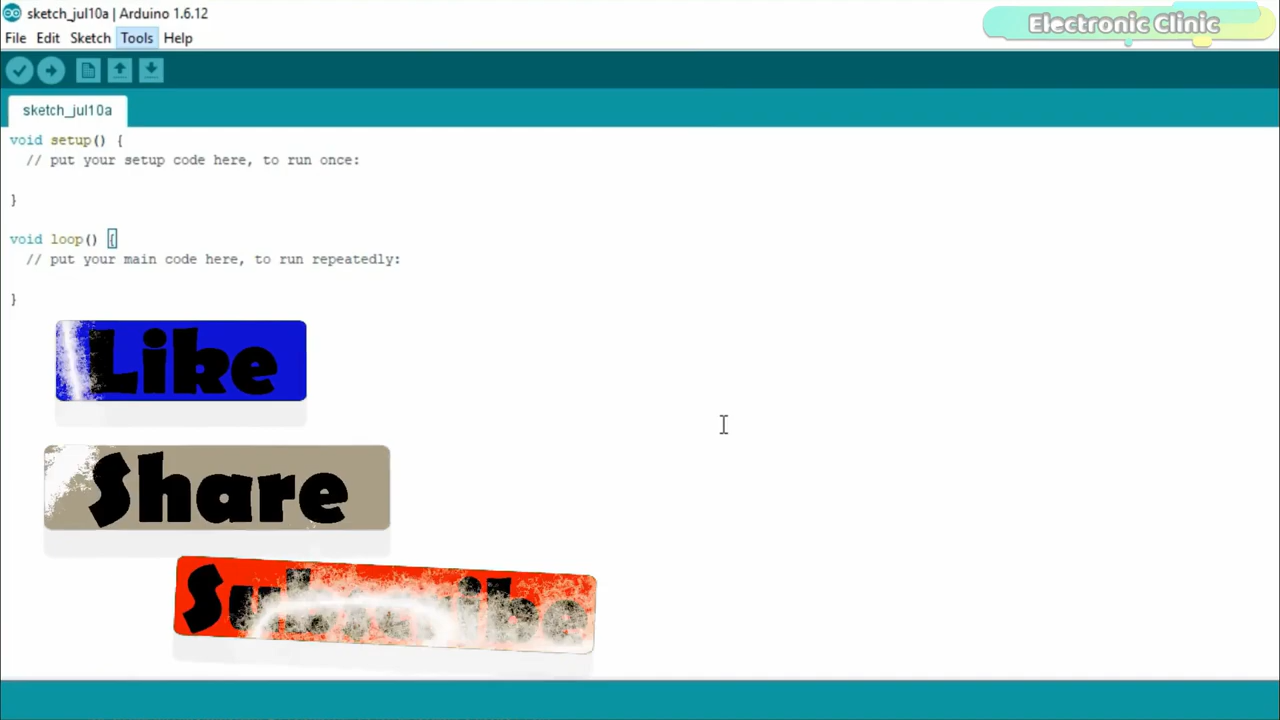 sketch_jul10a | Arduino 1.6.12
Electronic Clinic
File Edit Sketch Tools Help
sketch_jul10a
void setup() {
// put your setup code here, to run once:
}
void loop() {
// put your main code here, to run repeatedly:
}
Like
Share
Subscribe